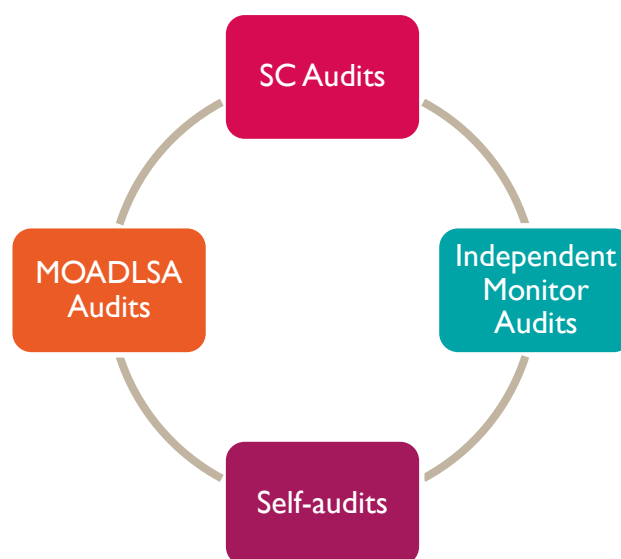 SC Audits
MOADLSA
Audits
Independent
Monitor
Audits
Self-audits